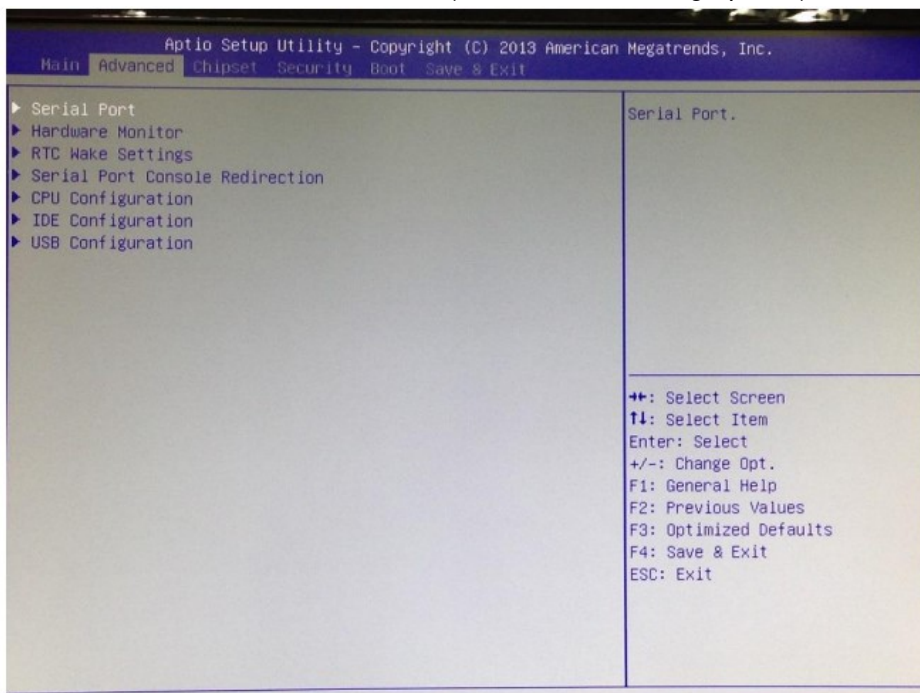 Aptio Setup Utility - Copyright (C) 2013 American Megatrends, Inc.
Main Advanced Chipset Security Boot Save & Exit
▶ Serial Port
▶ Hardware Monitor
▶ RTC Wake Settings
▶ Serial Port Console Redirection
▶ CPU Configuration
▶ IDE Configuration
▶ USB Configuration
Serial Port.
→←: Select Screen
↑↓: Select Item
Enter: Select
+/-: Change Opt.
F1: General Help
F2: Previous Values
F3: Optimized Defaults
F4: Save & Exit
ESC: Exit